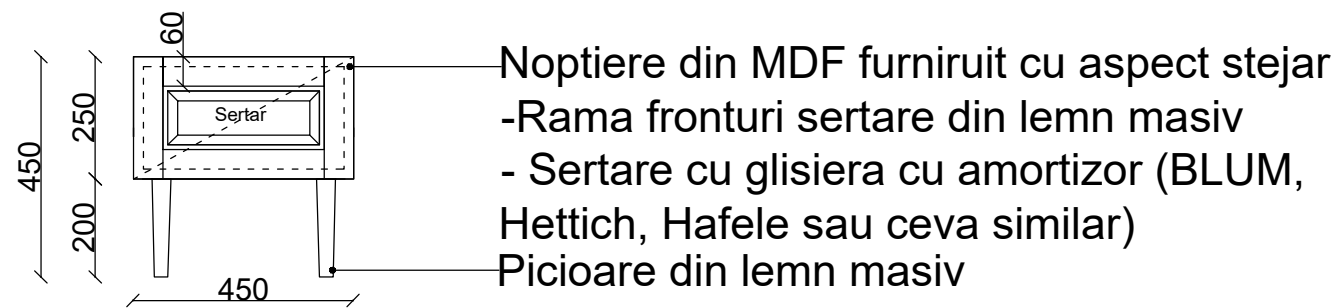 60
Noptiere din MDF furniruit cu aspect stejar
-Rama fronturi sertare din lemn masiv
- Sertare cu glisiera cu amortizor (BLUM,
Hettich, Hafele sau ceva similar)
Picioare din lemn masiv
Sertar
250
450
200
450